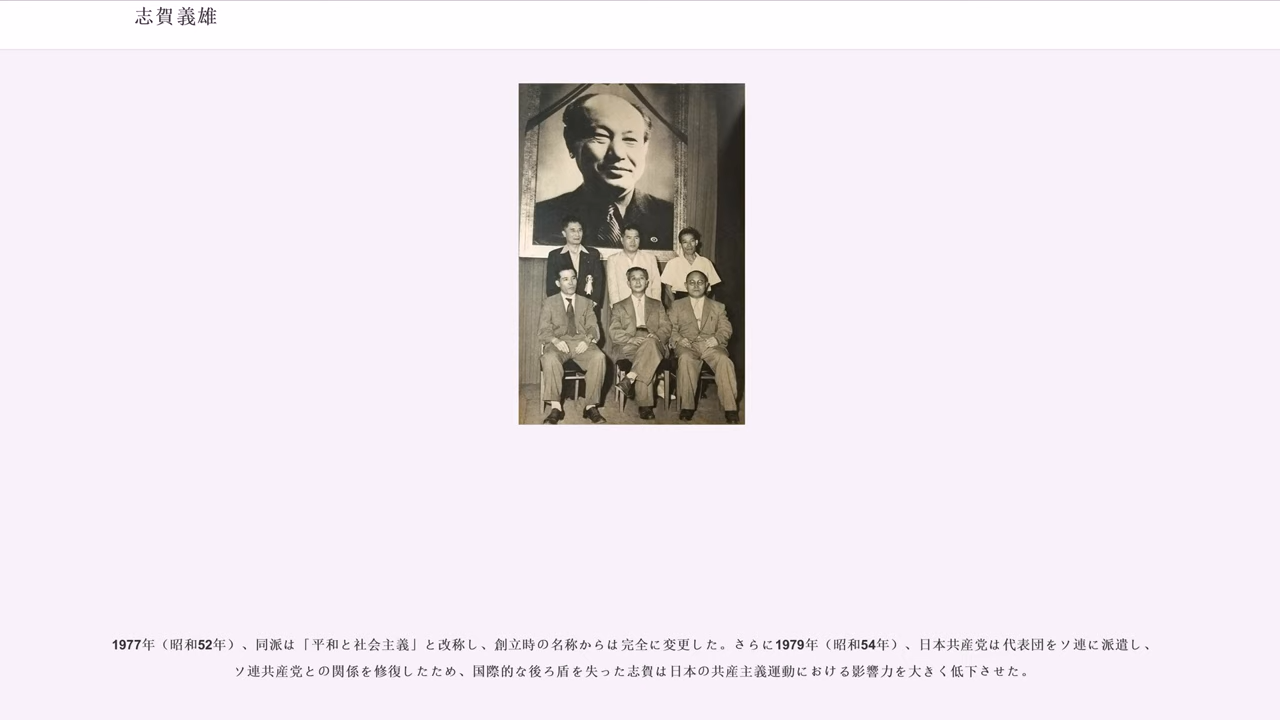 志賀義雄
1977年（昭和52年）、同派は「平和と社会主義」と改称し、創立時の名称からは完全に変更した。さらに1979年（昭和54年）、日本共産党は代表団をソ連に派遣し、
ソ連共産党との関係を修復したため、国際的な後ろ盾を失った志賀は日本の共産主義運動における影響力を大きく低下させた。